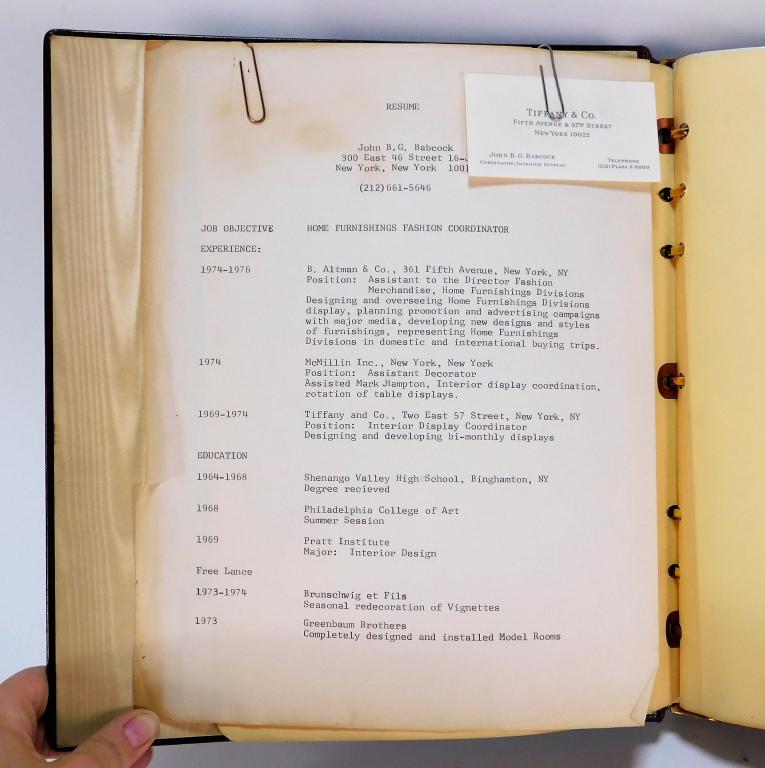 RESUME
TIFFANY & CO.
FIFTH AVENUE & 57TH STREET
NEW YORK 10022
JOHN B. G. BABCOCK
COORDINATOR, INTERIOR DISPLAY
TELEPHONE
(212) PLAZA 5-8000
John B.G. Babcock
300 East 46 Street 16-
New York, New York 1001
(212)661-5646
JOB OBJECTIVE HOME FURNISHINGS FASHION COORDINATOR
EXPERIENCE:
1974-1976 B. Altman & Co., 361 Fifth Avenue, New York, NY
Position: Assistant to the Director Fashion
Merchandise, Home Furnishings Divisions
Designing and overseeing Home Furnishings Divisions
display, planning promotion and advertising campaigns
with major media, developing new designs and styles
of furnishings, representing Home Furnishings
Divisions in domestic and international buying trips.
1974 McMillin Inc., New York, New York
Position: Assistant Decorator
Assisted Mark Hampton, Interior display coordination,
rotation of table displays.
1969-1974 Tiffany and Co., Two East 57 Street, New York, NY
Position: Interior Display Coordinator
Designing and developing bi-monthly displays
EDUCATION
1964-1968 Shenango Valley High School, Binghamton, NY
Degree recieved
1968 Philadelphia College of Art
Summer Session
1969 Pratt Institute
Major: Interior Design
Free Lance
1973-1974 Brunschwig et Fils
Seasonal redecoration of Vignettes
1973 Greenbaum Brothers
Completely designed and installed Model Rooms